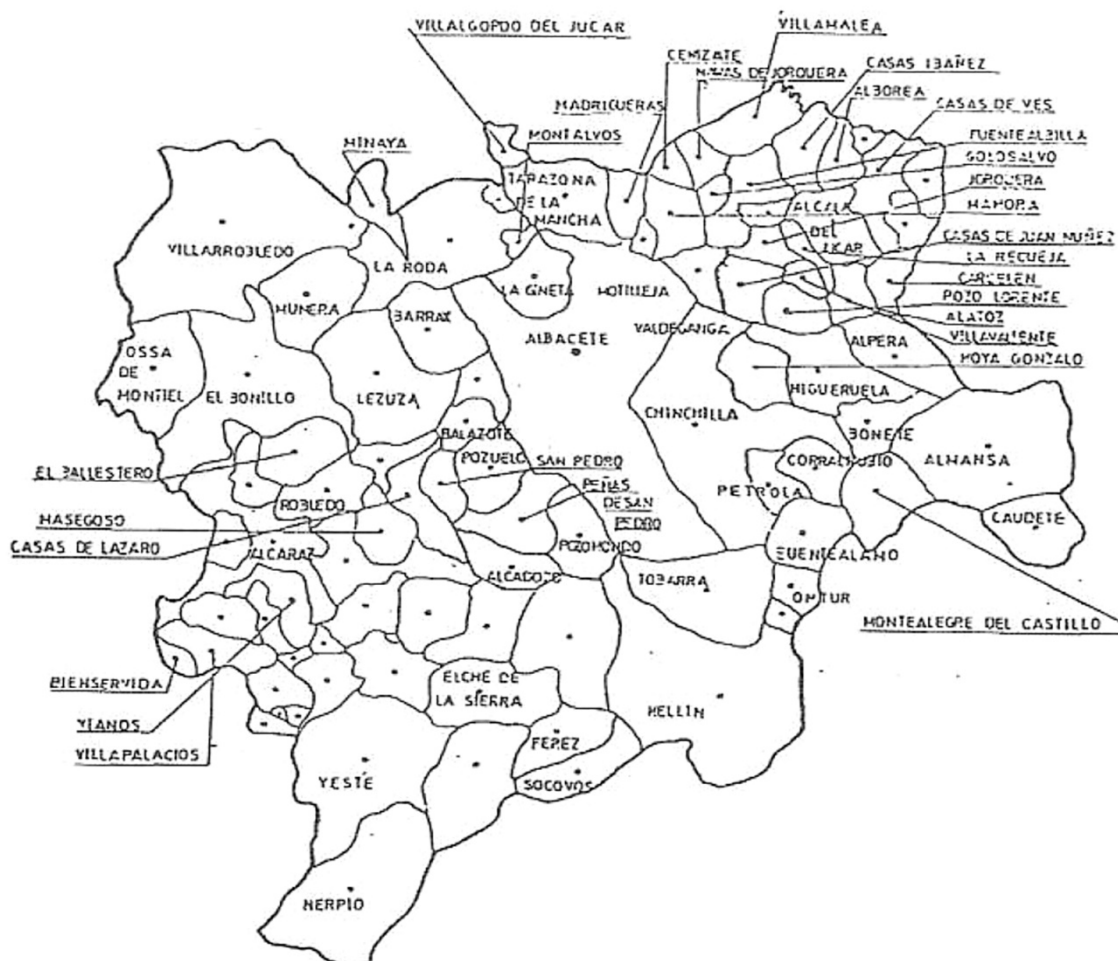 VILLALGOPDO DEL JUCAR
VILLAMALEA
CENIZATE
NAVAS DE JORQUERA
CASAS IBAÑEZ
ALBOREA
CASAS DE VES
MADRIGUERAS
MONTALVOS
FUENTEALBILLA
GOLOSALVO
JORQUERA
MAHORA
CASAS DE JUAN NUÑEZ
LA RECUEJA
CARCELEN
POZO LORENTE
ALATOZ
VILLAVALIENTE
HOYA GONZALO
MINAYA
TARAZONA
DE LA
MANCHA
ALCALA
DEL
JUCAR
VILLARROBLEDO
LA RODA
LA GINETA
MOTILLEJA
MUNERA
BARRAX
VALDEGANGA
ALBACETE
ALPERA
OSSA
DE
MONTIEL
EL BONILLO
LEZUZA
HIGUERUELA
CHINCHILLA
BALAZOTE
BONETE
POZUELO
SAN PEDRO
CORRALRUBIO
ALMANSA
EL BALLESTERO
PEÑAS
DE SAN
PEDRO
ROBLEDO
PETROLA
CAUDETE
MASEGOSO
CASAS DE LAZARO
ALCARAZ
POZOHONDO
FUENTEALAMO
ALCADOZO
TOBARRA
ONTUR
MONTEALEGRE DEL CASTILLO
BIENSERVIDA
ELCHE DE
LA SIERRA
HELLIN
VIANOS
VILLAPALACIOS
FEREZ
YESTE
SOCOVOS
NERPIO